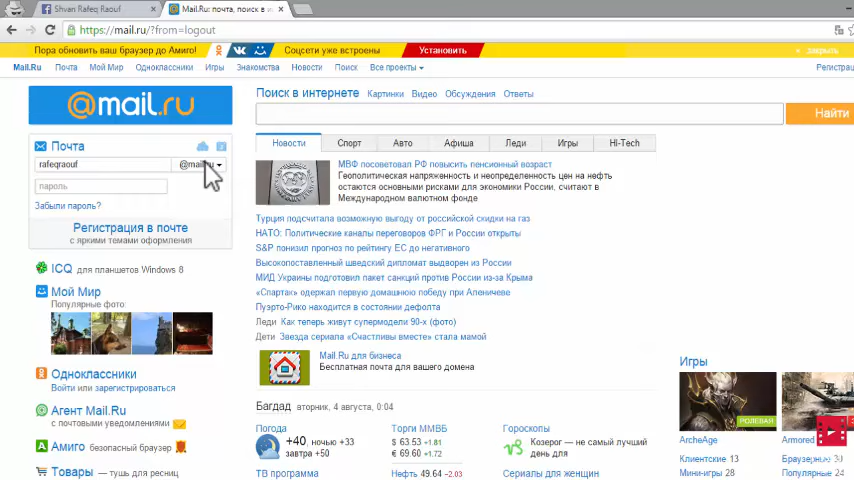 Shvan Rafeq Raouf
Mail.Ru: почта, поиск в и
https://mail.ru/?from=logout
Пора обновить ваш браузер до Амиго!
Соцсети уже встроены
Установить
закрыть
Mail.Ru Почта Мой Мир Одноклассники Игры Знакомства Новости Поиск Все проекты
Регистрац
@mail.ru
Поиск в интернете Картинки Видео Обсуждения Ответы
Найти
Почта
2
rafeqraouf
пароль
Забыли пароль?
Регистрация в почте
с яркими темами оформления
Новости Спорт Авто Афиша Леди Игры Hi-Tech
МВФ посоветовал РФ повысить пенсионный возраст
Геополитическая напряженность и неопределенность цен на нефть
остаются основными рисками для экономики России, считают в
Международном валютном фонде
Турция подсчитала возможную выгоду от российской скидки на газ
НАТО: Политические каналы переговоров ФРГ и России открыты
S&P понизил прогноз по рейтингу ЕС до негативного
Высокопоставленный шведский дипломат выдворен из России
МИД Украины подготовил пакет санкций против России из-за Крыма
«Спартак» одержал первую домашнюю победу при Аленичеве
Пуэрто-Рико находится в состоянии дефолта
Леди Как теперь живут супермодели 90-х (фото)
Дети Звезда сериала «Счастливы вместе» стала мамой
Mail.Ru для бизнеса
Бесплатная почта для вашего домена
ICQ для планшетов Windows 8
Мой Мир
Популярные фото:
Одноклассники
Войти или зарегистрироваться
Агент Mail.Ru
с почтовыми уведомлениями
Амиго безопасный браузер
Товары — тушь для ресниц
Багдад вторник, 4 августа, 0:04
Погода
+40, ночью +33
завтра +50
ТВ программа
Торги ММВБ
$ 63.53 +1.81
€ 69.60 +1.72
Нефть 49.64 −2.03
Гороскопы
Козерог — не самый лучший
день
Сериалы для женщин
Игры
РОЛЕВАЯ
ArcheAge
Armored
Клиентские 13
Мини-игры 28
Браузерные
Популярные 24